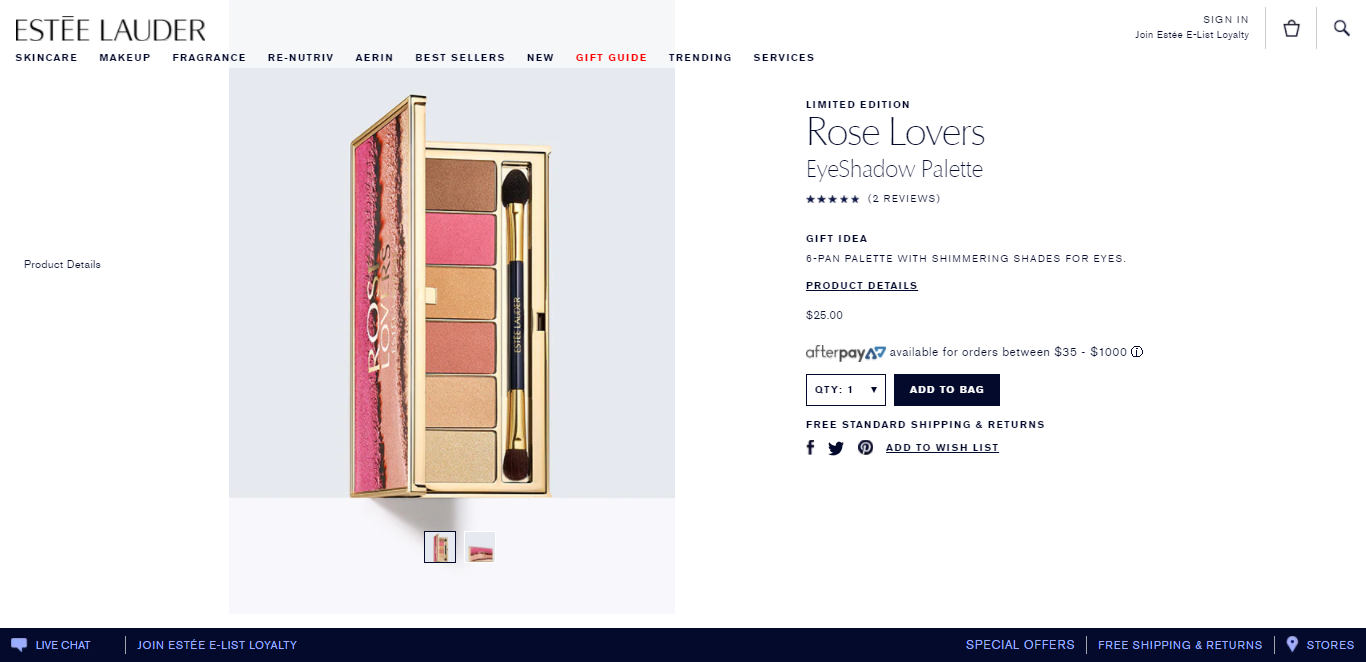 ESTĒE LAUDER
SIGN IN
Join Estée E-List Loyalty
SKINCARE MAKEUP FRAGRANCE RE-NUTRIV AERIN BEST SELLERS NEW GIFT GUIDE TRENDING SERVICES
Product Details
ROSE
LOVERS
ESTĒE LAUDER
LIMITED EDITION
Rose Lovers
EyeShadow Palette
(2 REVIEWS)
GIFT IDEA
6-PAN PALETTE WITH SHIMMERING SHADES FOR EYES.
PRODUCT DETAILS
$25.00
afterpay available for orders between $35 - $1000
QTY: 1 ADD TO BAG
FREE STANDARD SHIPPING & RETURNS
ADD TO WISH LIST
LIVE CHAT JOIN ESTÉE E-LIST LOYALTY SPECIAL OFFERS FREE SHIPPING & RETURNS STORES